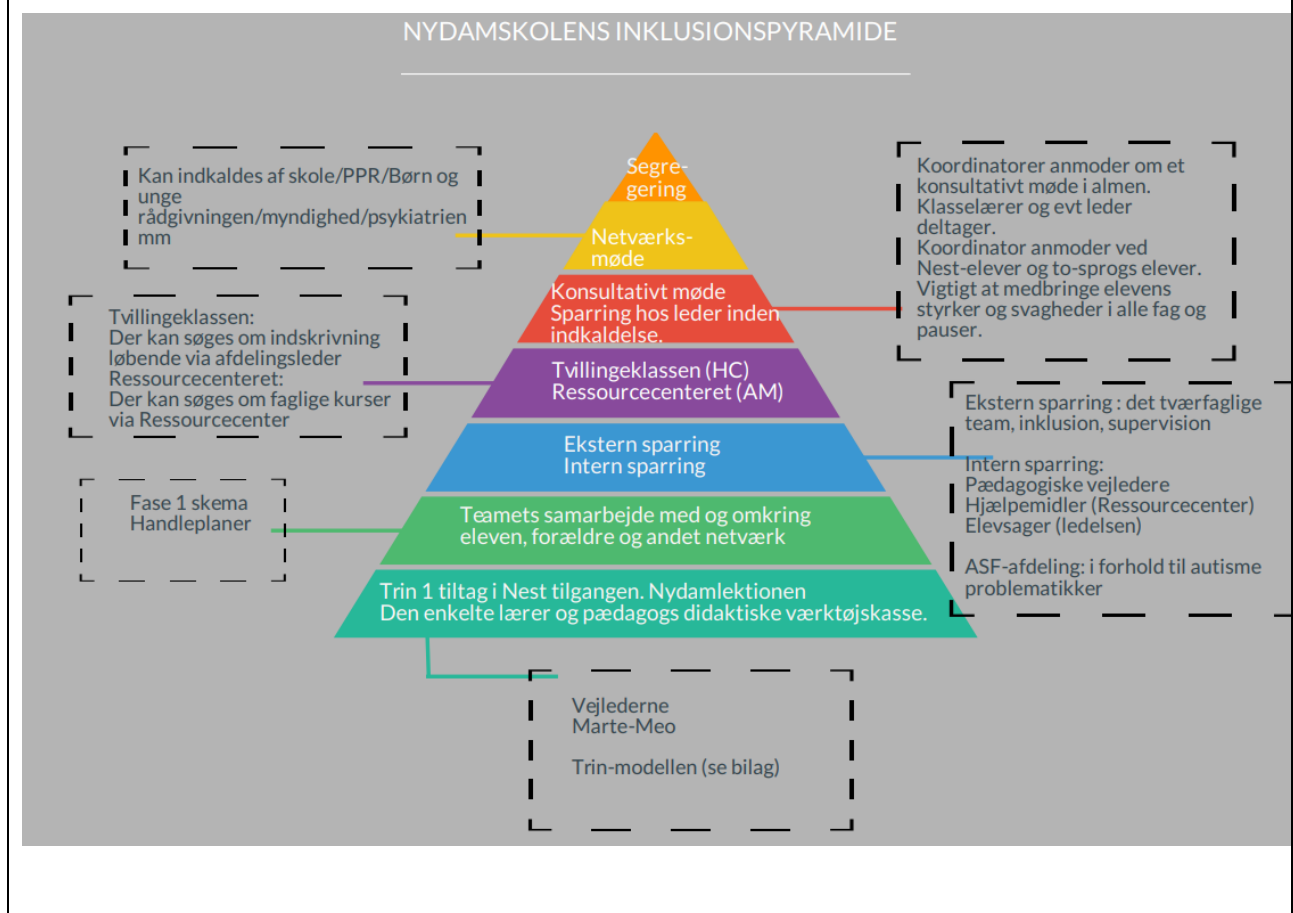 NYDAMSKOLENS INKLUSIONSPYRAMIDE
Segre-
gering
Kan indkaldes af skole/PPR/Børn og
unge
rådgivningen/myndighed/psykiatrien
mm
Netværks-
møde
Koordinatorer anmoder om et
konsultativt møde i almen.
Klasselærer og evt leder
deltager.
Koordinator anmoder ved
Nest-elever og to-sprogs elever.
Vigtigt at medbringe elevens
styrker og svagheder i alle fag og
pauser.
Konsultativt møde
Sparring hos leder inden
indkaldelse.
Tvillingeklassen:
Der kan søges om indskrivning
løbende via afdelingsleder
Ressourcecenteret:
Der kan søges om faglige kurser
via Ressourcecenter
Tvillingeklassen (HC)
Ressourcecenteret (AM)
Ekstern sparring
Intern sparring
Ekstern sparring : det tværfaglige
team, inklusion, supervision
Intern sparring:
Pædagogiske vejledere
Hjælpemidler (Ressourcecenter)
Elevsager (ledelsen)
ASF-afdeling: i forhold til autisme
problematikker
Fase 1 skema
Handleplaner
Teamets samarbejde med og omkring
eleven, forældre og andet netværk
Trin 1 tiltag i Nest tilgangen. Nydamlektionen
Den enkelte lærer og pædagogs didaktiske værktøjskasse.
Vejlederne
Marte-Meo
Trin-modellen (se bilag)